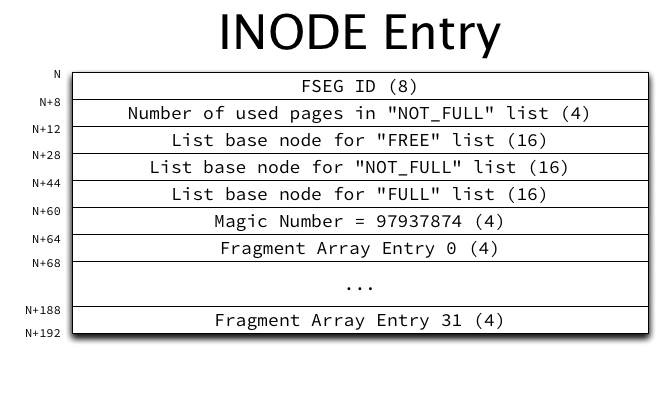 INODE Entry
N
FSEG ID (8)
N+8
Number of used pages in "NOT_FULL" list (4)
N+12
List base node for "FREE" list (16)
N+28
List base node for "NOT_FULL" list (16)
N+44
List base node for "FULL" list (16)
N+60
Magic Number = 97937874 (4)
N+64
Fragment Array Entry 0 (4)
N+68
...
N+188
Fragment Array Entry 31 (4)
N+192